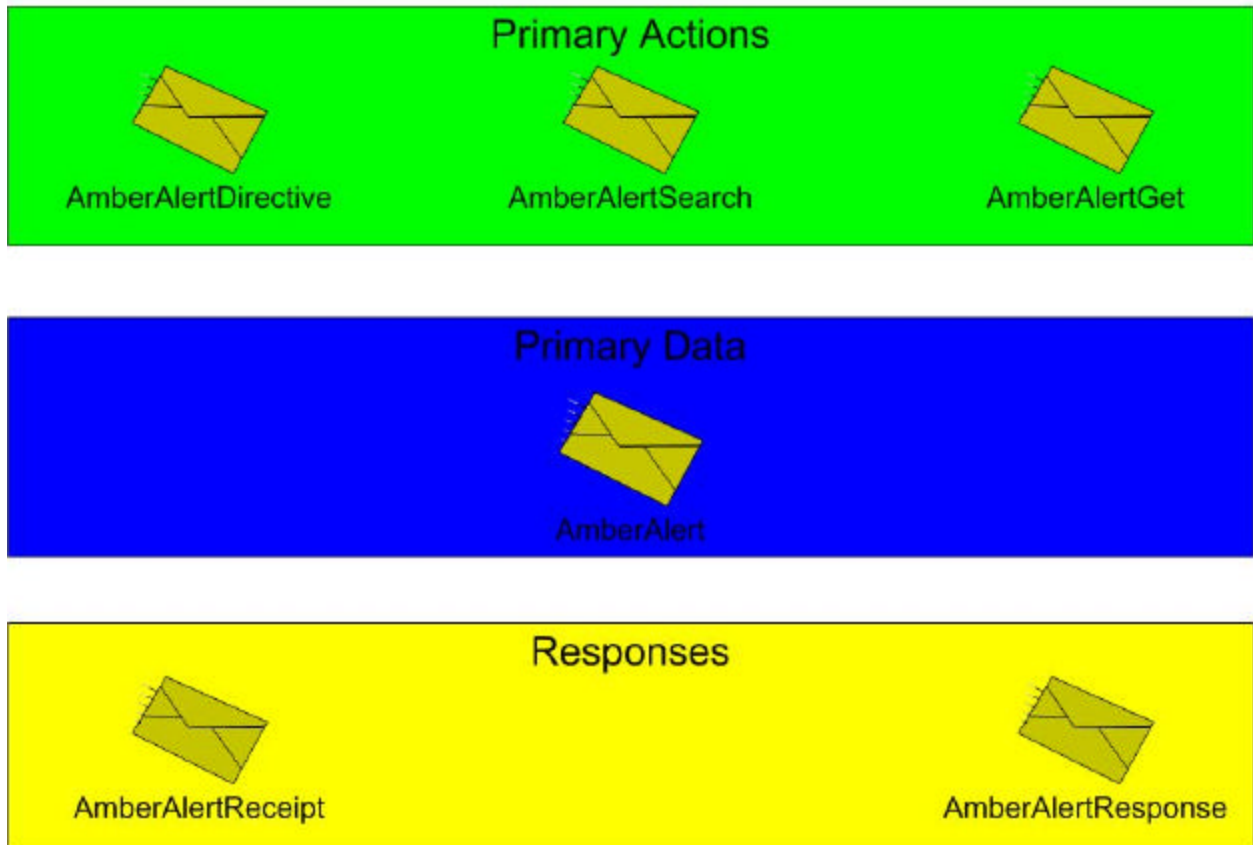 Primary Actions
AmberAlertDirective AmberAlertSearch AmberAlertGet
Primary Data
AmberAlert
Responses
AmberAlertReceipt AmberAlertResponse